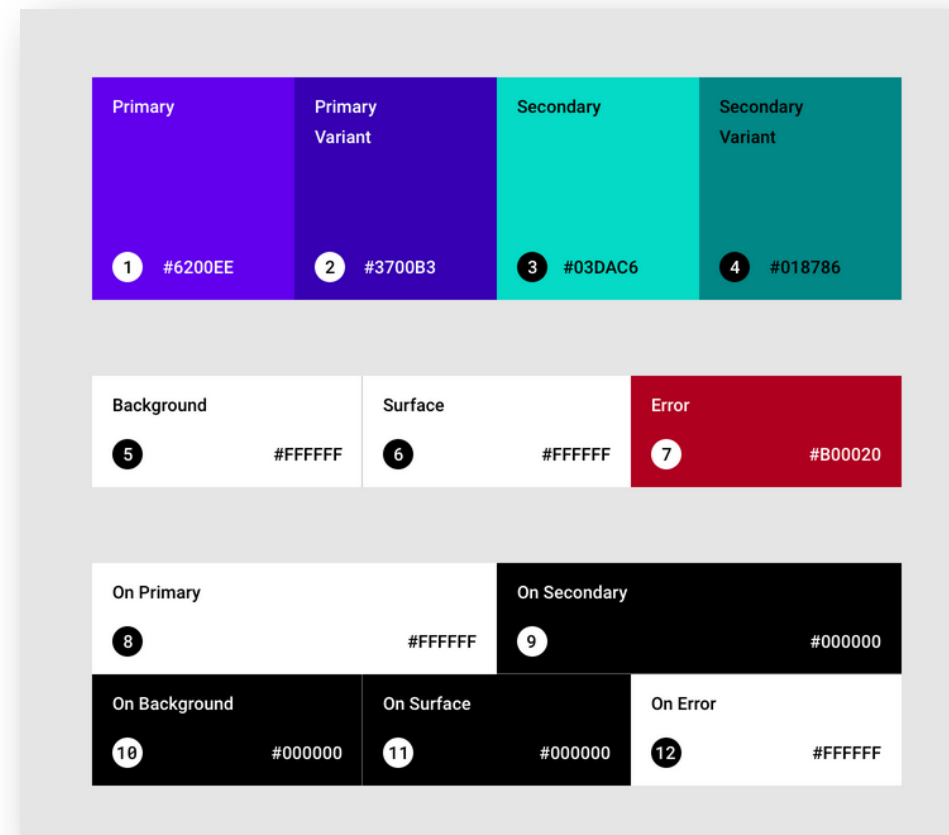 Primary
1 #6200EE
Primary
Variant
2 #3700B3
Secondary
3 #03DAC6
Secondary
Variant
4 #018786
Background
5 #FFFFFF
Surface
6 #FFFFFF
Error
7 #B00020
On Primary
8 #FFFFFF
On Secondary
9 #000000
On Background
10 #000000
On Surface
11 #000000
On Error
12 #FFFFFF